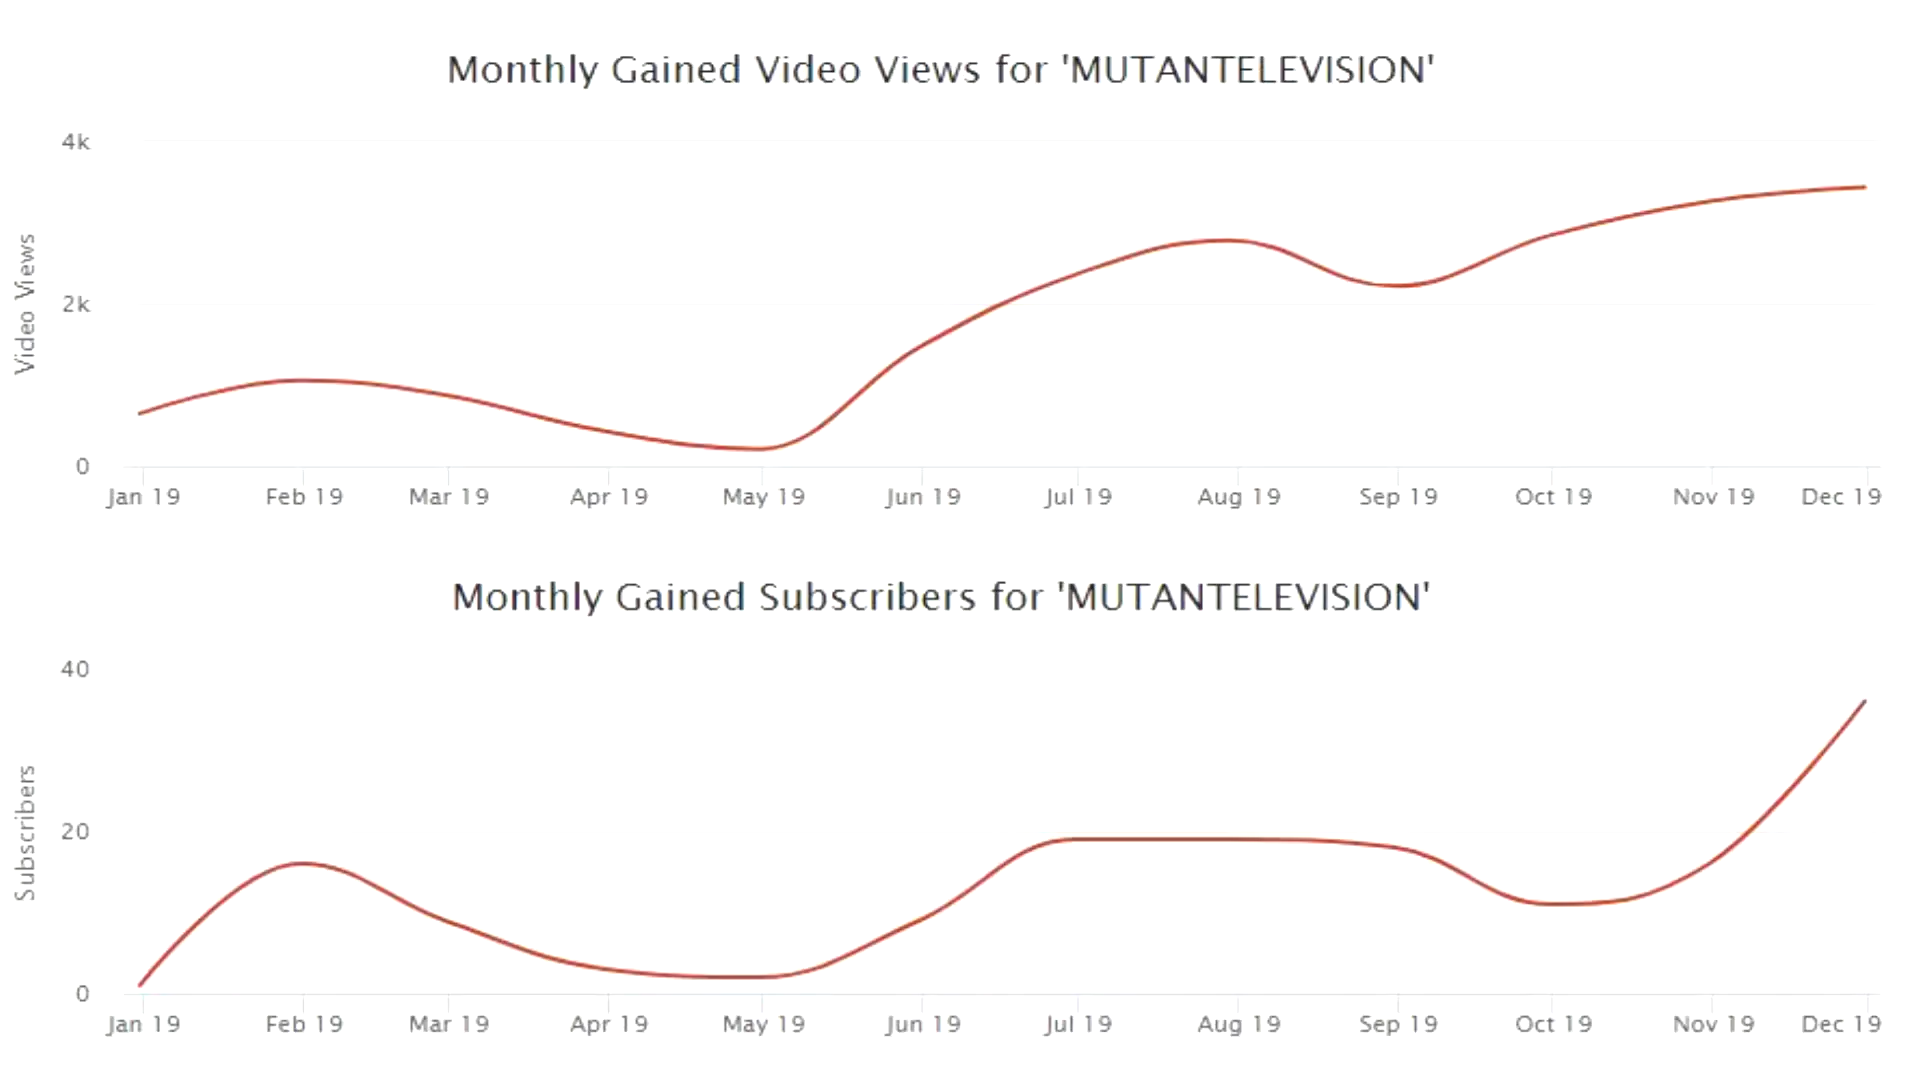 Monthly Gained Video Views for 'MUTANTELEVISION'
4k
2k
0
Video Views
Jan 19 Feb 19 Mar 19 Apr 19 May 19 Jun 19 Jul 19 Aug 19 Sep 19 Oct 19 Nov 19 Dec 19
Monthly Gained Subscribers for 'MUTANTELEVISION'
40
20
0
Subscribers
Jan 19 Feb 19 Mar 19 Apr 19 May 19 Jun 19 Jul 19 Aug 19 Sep 19 Oct 19 Nov 19 Dec 19